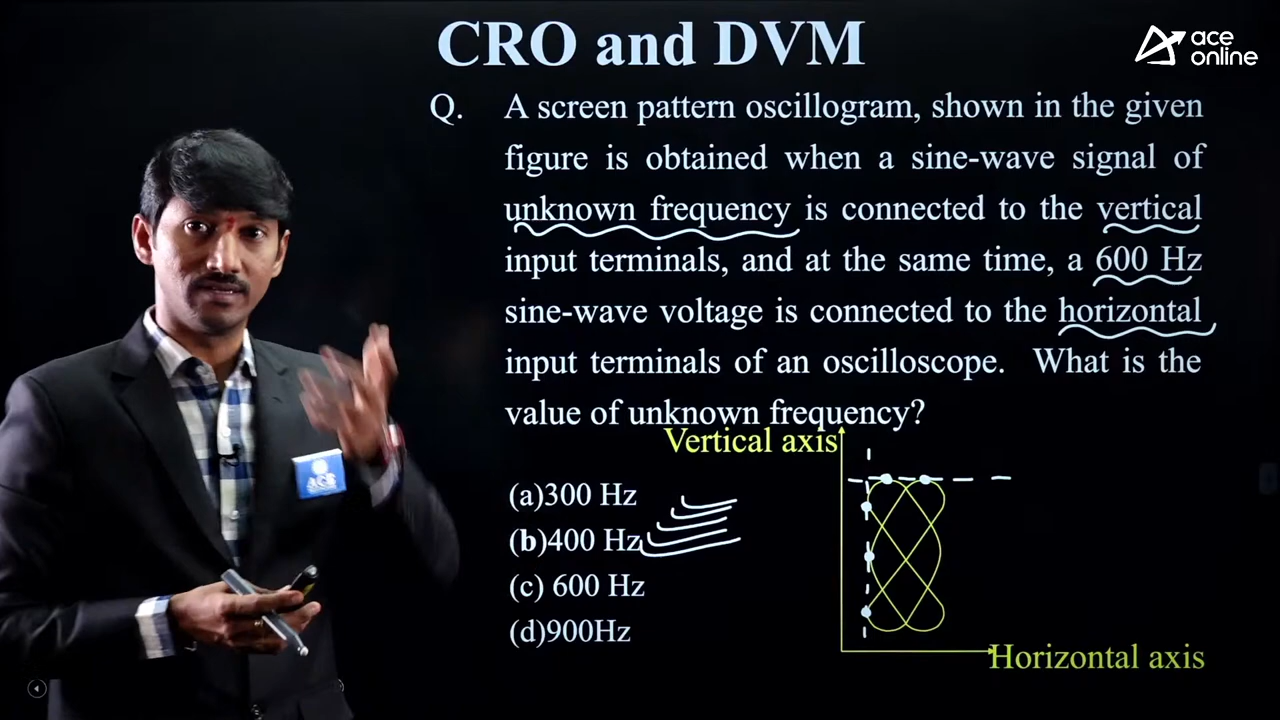 CRO and DVM
ace
online
Q. A screen pattern oscillogram, shown in the given
figure is obtained when a sine-wave signal of
unknown frequency is connected to the vertical
input terminals, and at the same time, a 600 Hz
sine-wave voltage is connected to the horizontal
input terminals of an oscilloscope. What is the
value of unknown frequency?
Vertical axis
(a)300 Hz
(b)400 Hz
(c) 600 Hz
(d)900Hz
Horizontal axis
ACE